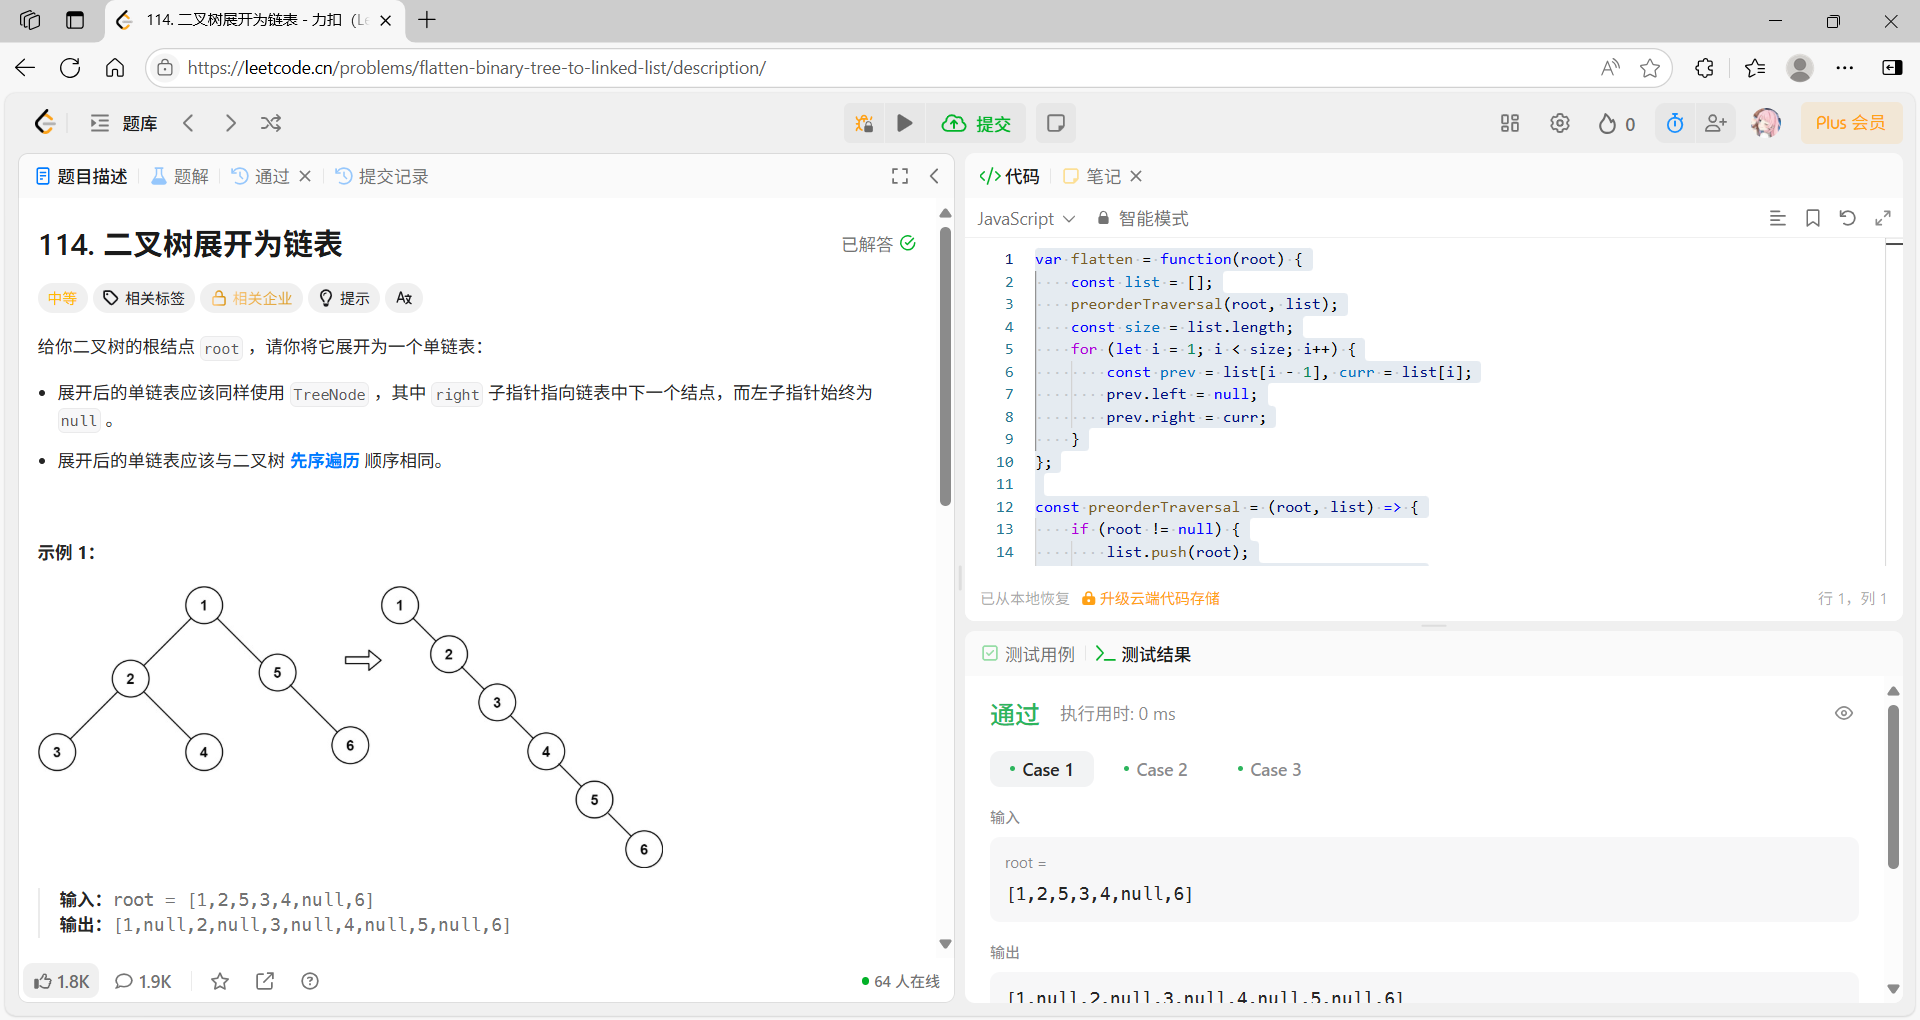 114. 二叉树展开为链表 - 力扣（Le
https://leetcode.cn/problems/flatten-binary-tree-to-linked-list/description/
题库
提交
0
Plus 会员
题目描述
题解
通过
提交记录
114. 二叉树展开为链表
已解答
中等
相关标签
相关企业
提示
给你二叉树的根结点 root ，请你将它展开为一个单链表：
展开后的单链表应该同样使用 TreeNode ，其中 right 子指针指向链表中下一个结点，而左子指针始终为
null 。
展开后的单链表应该与二叉树 先序遍历 顺序相同。
示例 1：
1
2
5
3
4
6
1
2
3
4
5
6
输入：root = [1,2,5,3,4,null,6]
输出：[1,null,2,null,3,null,4,null,5,null,6]
1.8K
1.9K
64 人在线
</> 代码
笔记
JavaScript
智能模式
1 var flatten = function(root) {
2 const list = [];
3 preorderTraversal(root, list);
4 const size = list.length;
5 for (let i = 1; i < size; i++) {
6 const prev = list[i - 1], curr = list[i];
7 prev.left = null;
8 prev.right = curr;
9 }
10 };
11
12 const preorderTraversal = (root, list) => {
13 if (root != null) {
14 list.push(root);
已从本地恢复
升级云端代码存储
行 1，列 1
测试用例
测试结果
通过
执行用时: 0 ms
Case 1
Case 2
Case 3
输入
root =
[1,2,5,3,4,null,6]
输出
[1,null,2,null,3,null,4,null,5,null,6]